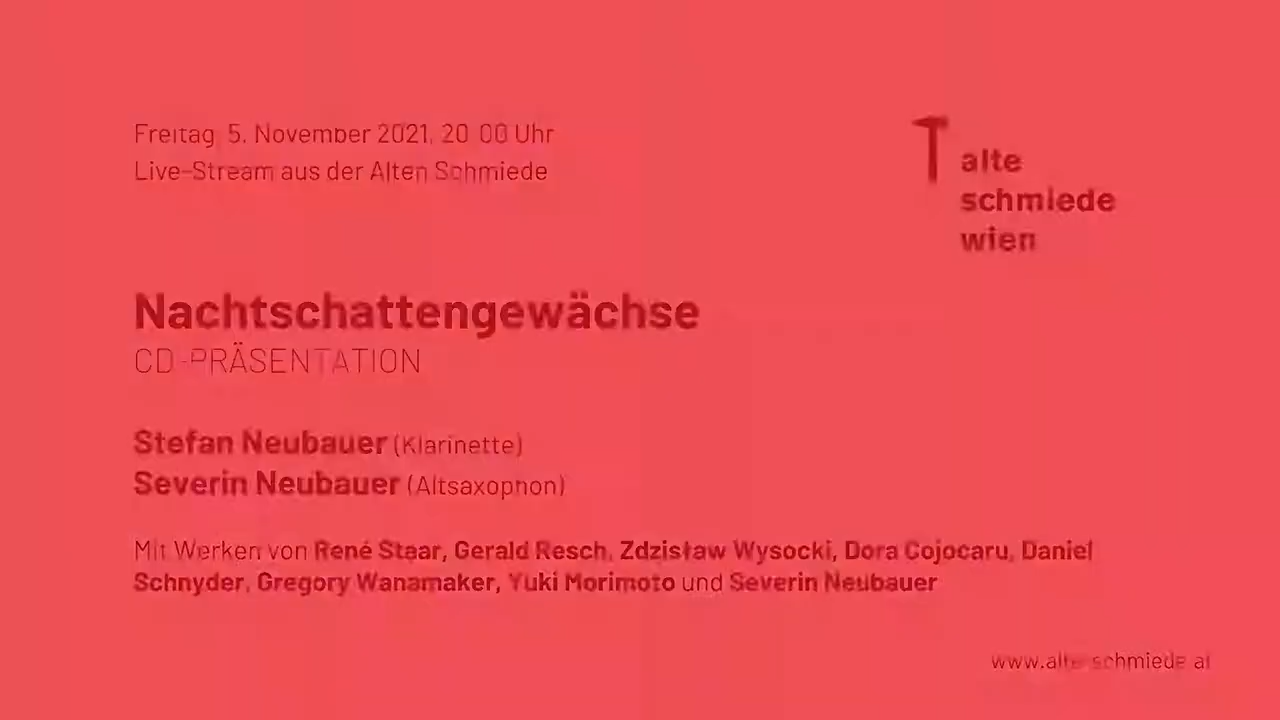 Freitag, 5. November 2021, 20.00 Uhr
Live-Stream aus der Alten Schmiede
alte
schmiede
wien
Nachtschattengewächse
CD-PRÄSENTATION
Stefan Neubauer (Klarinette)
Severin Neubauer (Altsaxophon)
Mit Werken von René Staar, Gerald Resch, Zdzisław Wysocki, Dora Cojocaru, Daniel
Schnyder, Gregory Wanamaker, Yuki Morimoto und Severin Neubauer
www.alte-schmiede.at